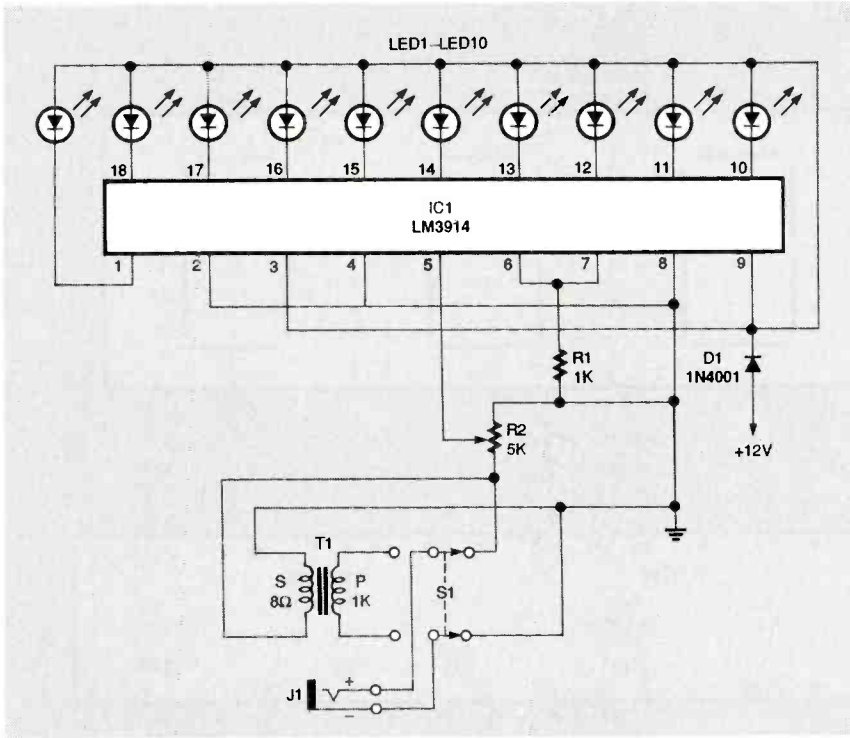 LED1–LED10
18 17 16 15 14 13 12 11 10
IC1
LM3914
1 2 3 4 5 6 7 8 9
R1
1K
D1
1N4001
R2
5K
+12V
T1
S P
8Ω 1K
S1
J1 +
–